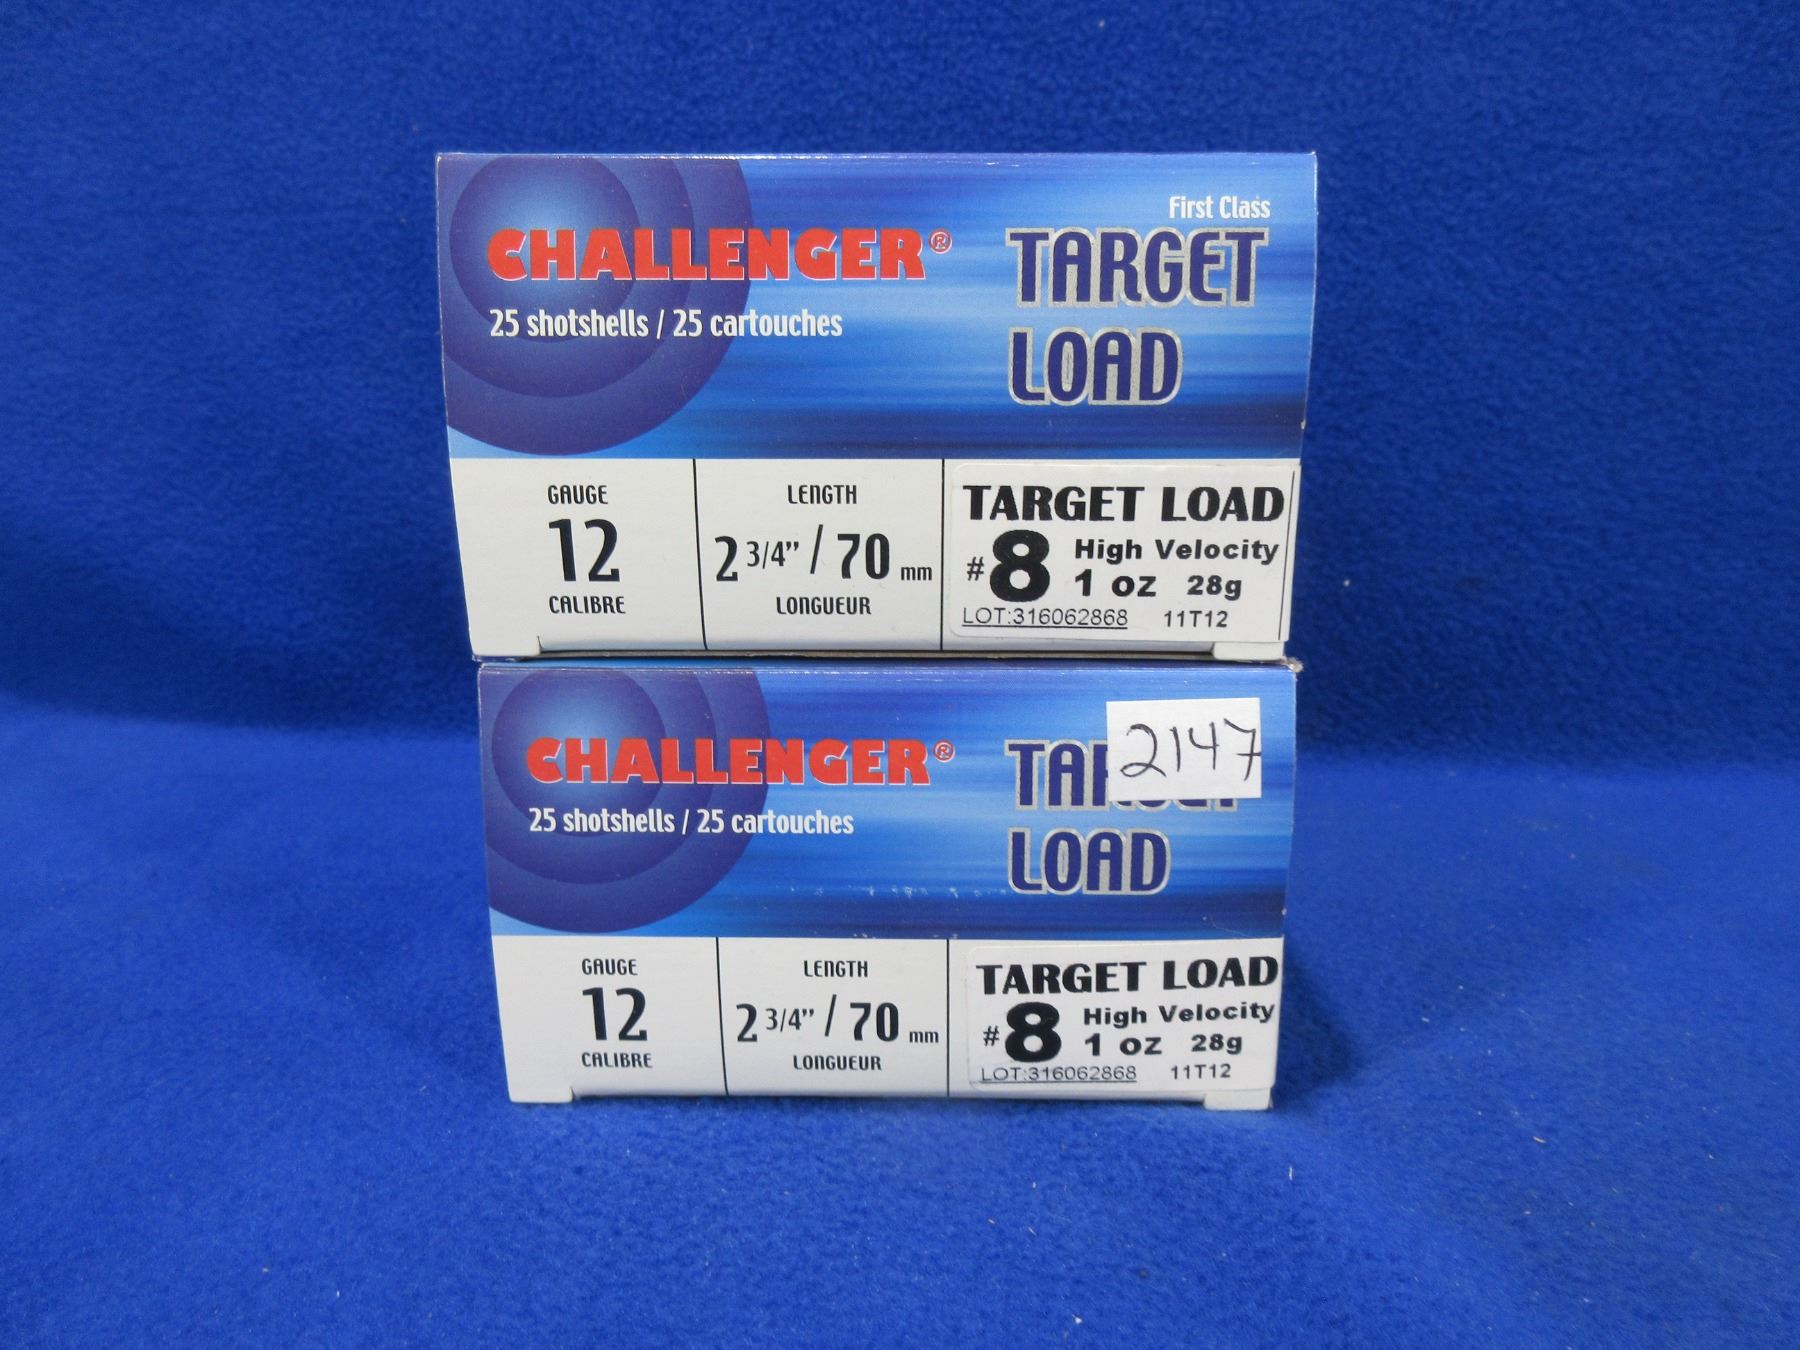 First Class
CHALLENGER®
TARGET
LOAD
25 shotshells / 25 cartouches
GAUGE
12
CALIBRE
LENGTH
2 3/4” / 70 mm
LONGUEUR
TARGET LOAD
#8 High Velocity
1 oz 28g
LOT:316062868 11T12
CHALLENGER®
2147
LOAD
25 shotshells / 25 cartouches
GAUGE
12
CALIBRE
LENGTH
2 3/4” / 70 mm
LONGUEUR
TARGET LOAD
#8 High Velocity
1 oz 28g
LOT:316062868 11T12